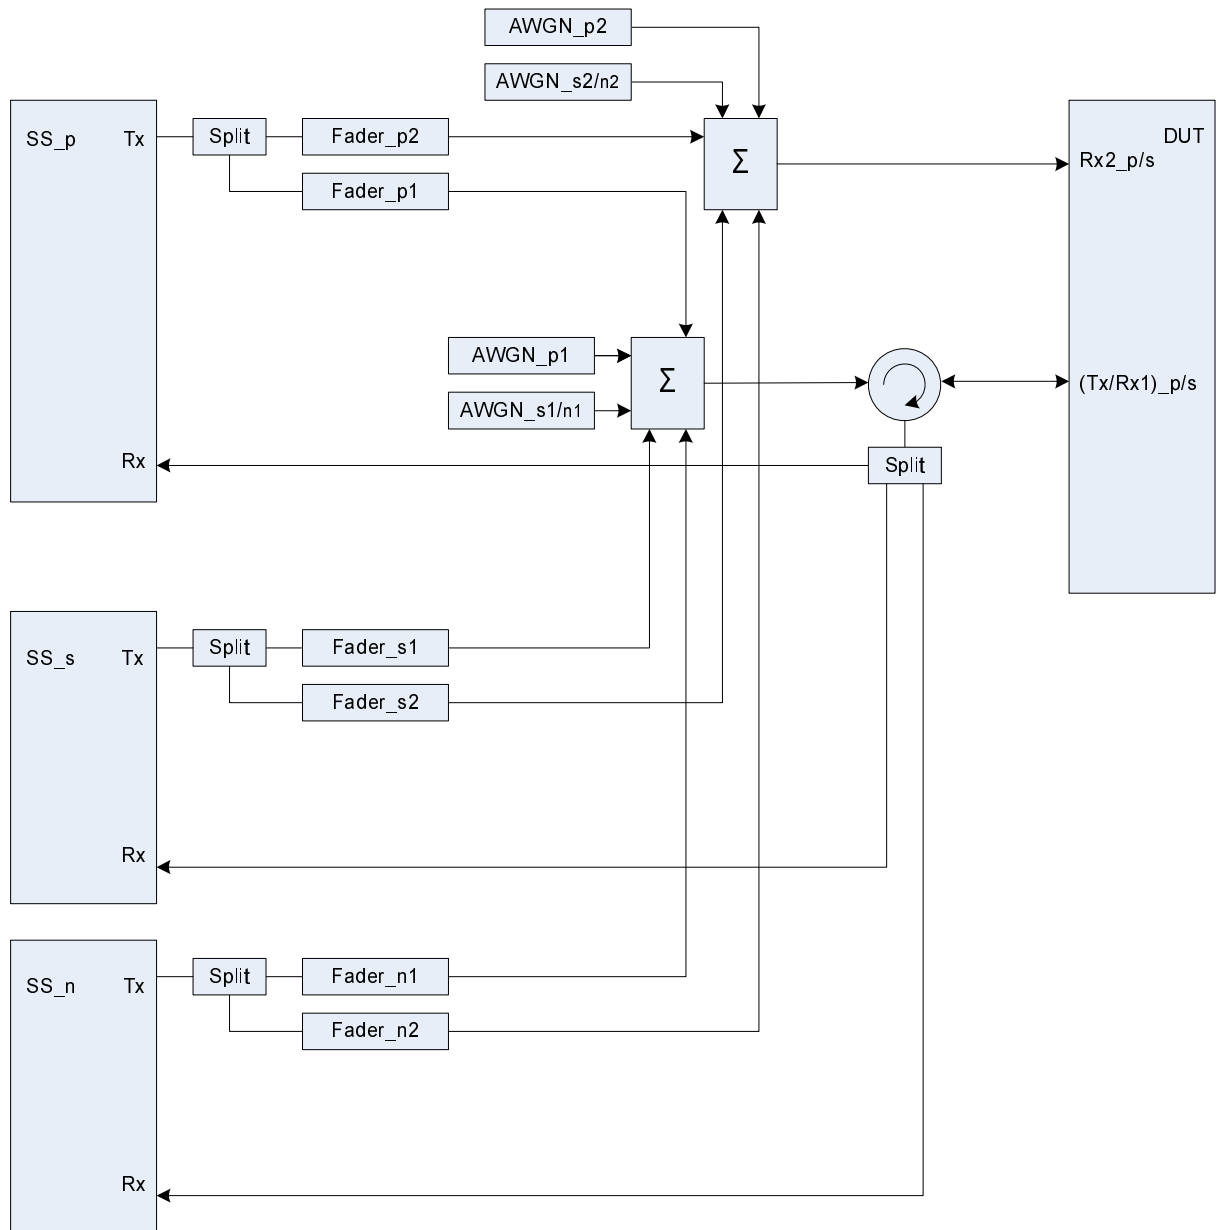 AWGN_p2
AWGN_s2/n2
SS_p
Tx
Split
Fader_p2
Σ
DUT
Rx2_p/s
Fader_p1
AWGN_p1
Σ
(Tx/Rx1)_p/s
AWGN_s1/n1
Rx
Split
SS_s
Tx
Split
Fader_s1
Fader_s2
Rx
SS_n
Tx
Split
Fader_n1
Fader_n2
Rx